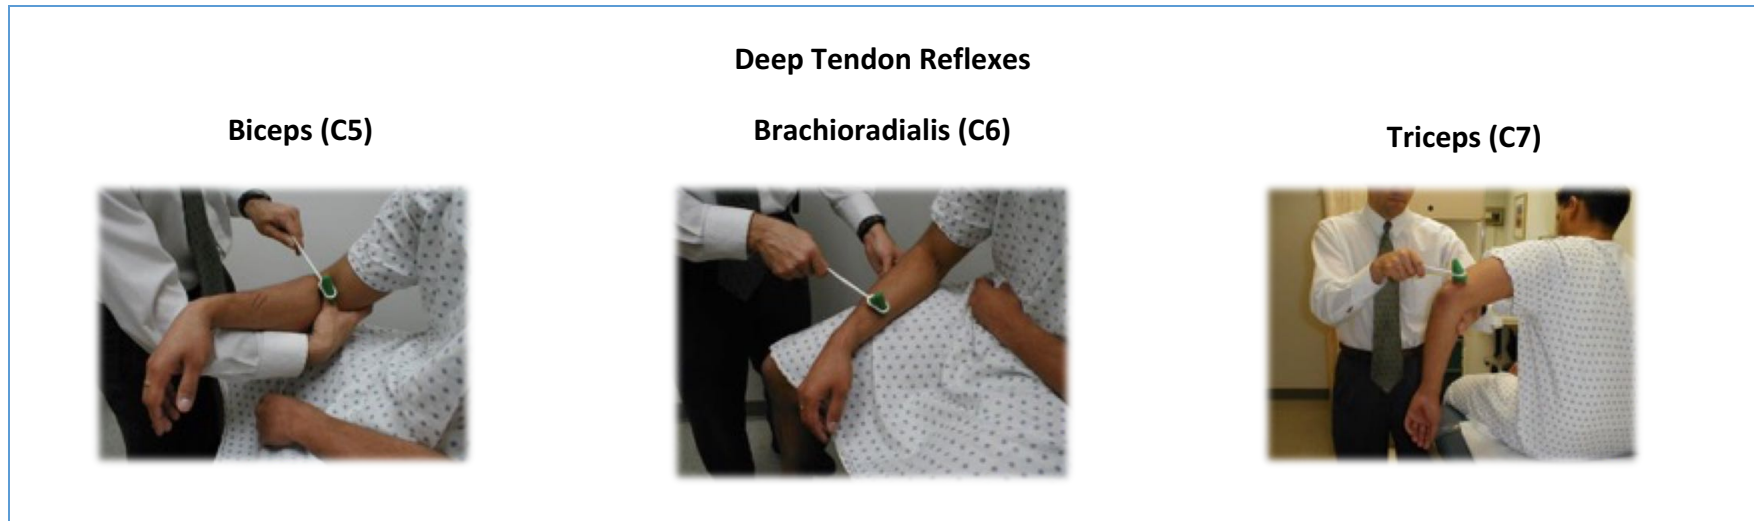 Deep Tendon Reflexes
Biceps (C5)
Brachioradialis (C6)
Triceps (C7)